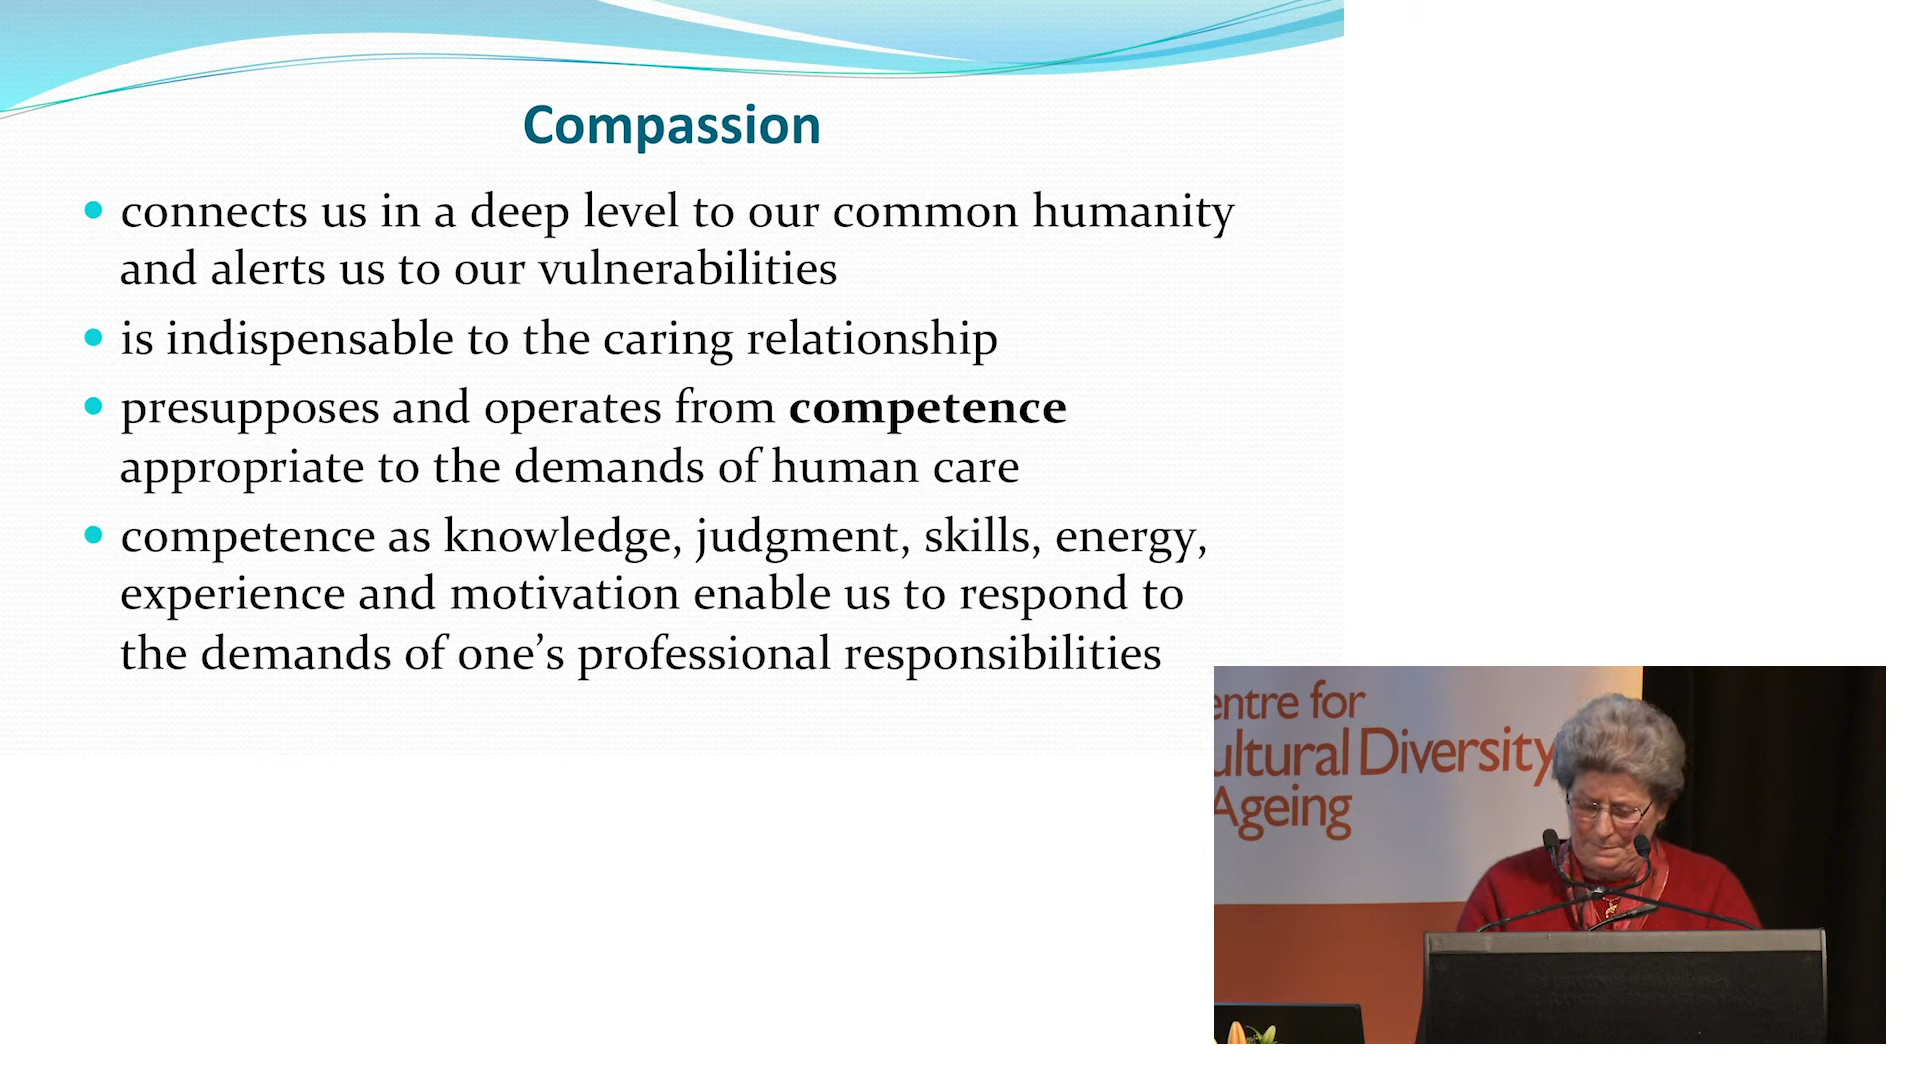 Compassion
• connects us in a deep level to our common humanity
and alerts us to our vulnerabilities
• is indispensable to the caring relationship
• presupposes and operates from competence
appropriate to the demands of human care
• competence as knowledge, judgment, skills, energy,
experience and motivation enable us to respond to
the demands of one’s professional responsibilities
entre for
ultural Diversity
Ageing